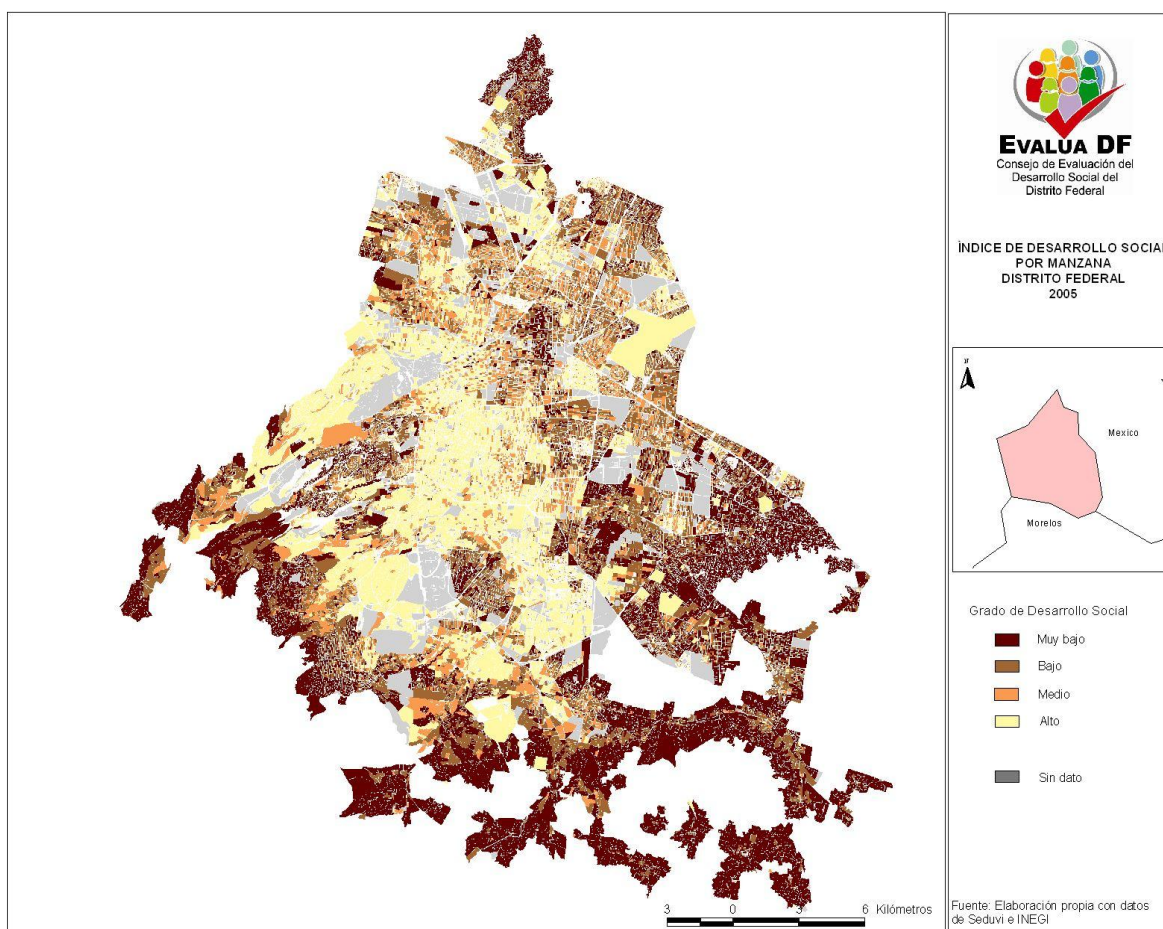 EVALUA DF
Consejo de Evaluación del
Desarrollo Social del
Distrito Federal
ÌNDICE DE DESARROLLO SOCIAL
POR MANZANA
DISTRITO FEDERAL
2005
Mexico
Morelos
Grado de Desarrollo Social
Muy bajo
Bajo
Medio
Alto
Sin dato
3 0 3 6 Kilómetros
Fuente: Elaboración propia con datos
de Seduvi e INEGI